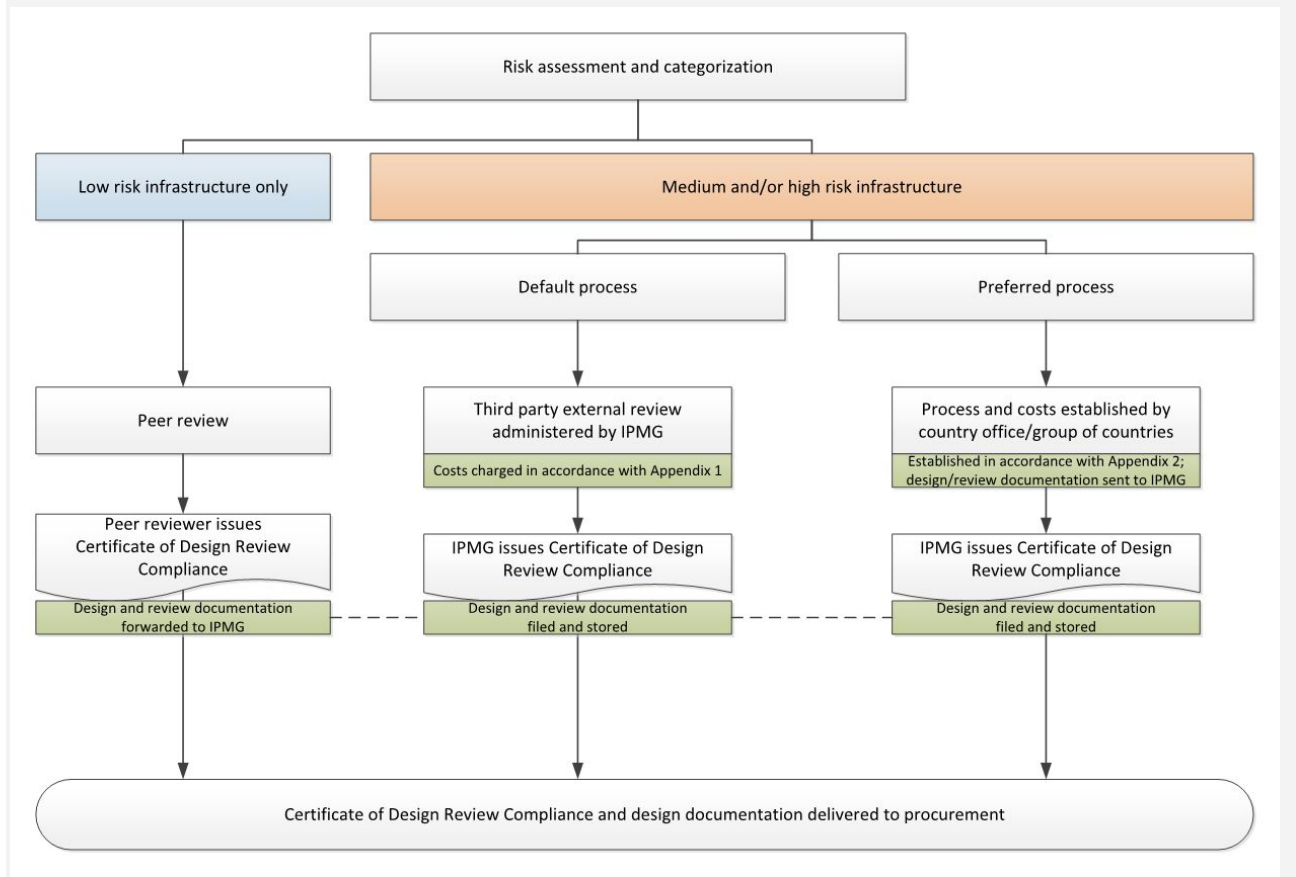 Risk assessment and categorization
Low risk infrastructure only
Medium and/or high risk infrastructure
Default process
Preferred process
Peer review
Third party external review
administered by IPMG
Costs charged in accordance with Appendix 1
Process and costs established by
country office/group of countries
Established in accordance with Appendix 2;
design/review documentation sent to IPMG
Peer reviewer issues
Certificate of Design Review
Compliance
Design and review documentation
forwarded to IPMG
IPMG issues Certificate of Design
Review Compliance
Design and review documentation
filed and stored
IPMG issues Certificate of Design
Review Compliance
Design and review documentation
filed and stored
Certificate of Design Review Compliance and design documentation delivered to procurement